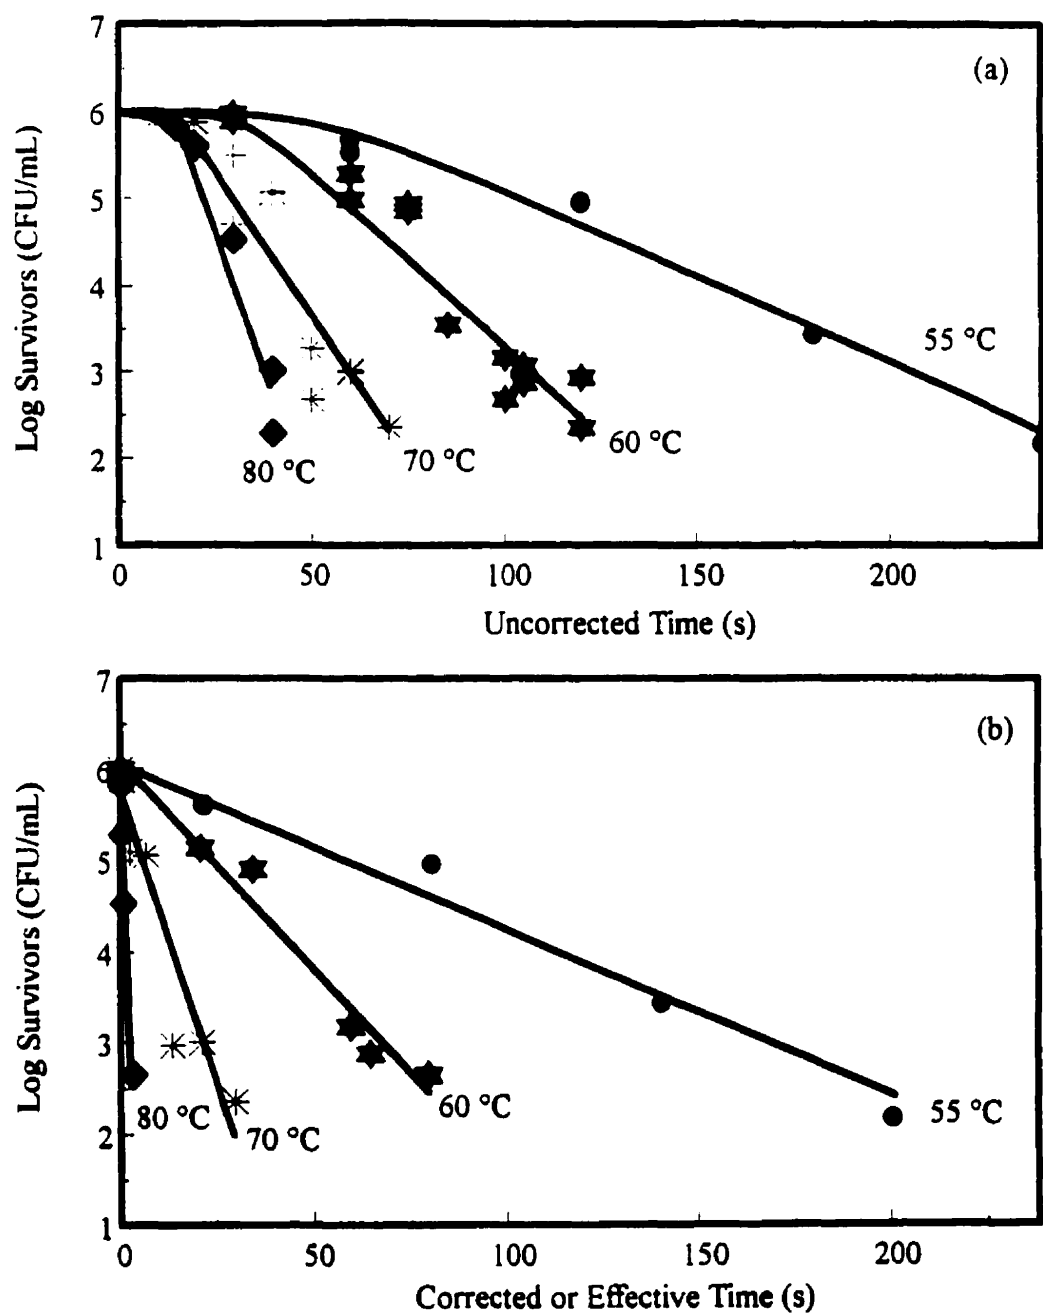 7
(a)
6
5
4
3
2
1
Log Survivors (CFU/mL)
55 °C
60 °C
70 °C
80 °C
0 50 100 150 200
Uncorrected Time (s)
7
(b)
6
5
4
3
2
1
Log Survivors (CFU/mL)
80 °C
70 °C
60 °C
55 °C
0 50 100 150 200
Corrected or Effective Time (s)